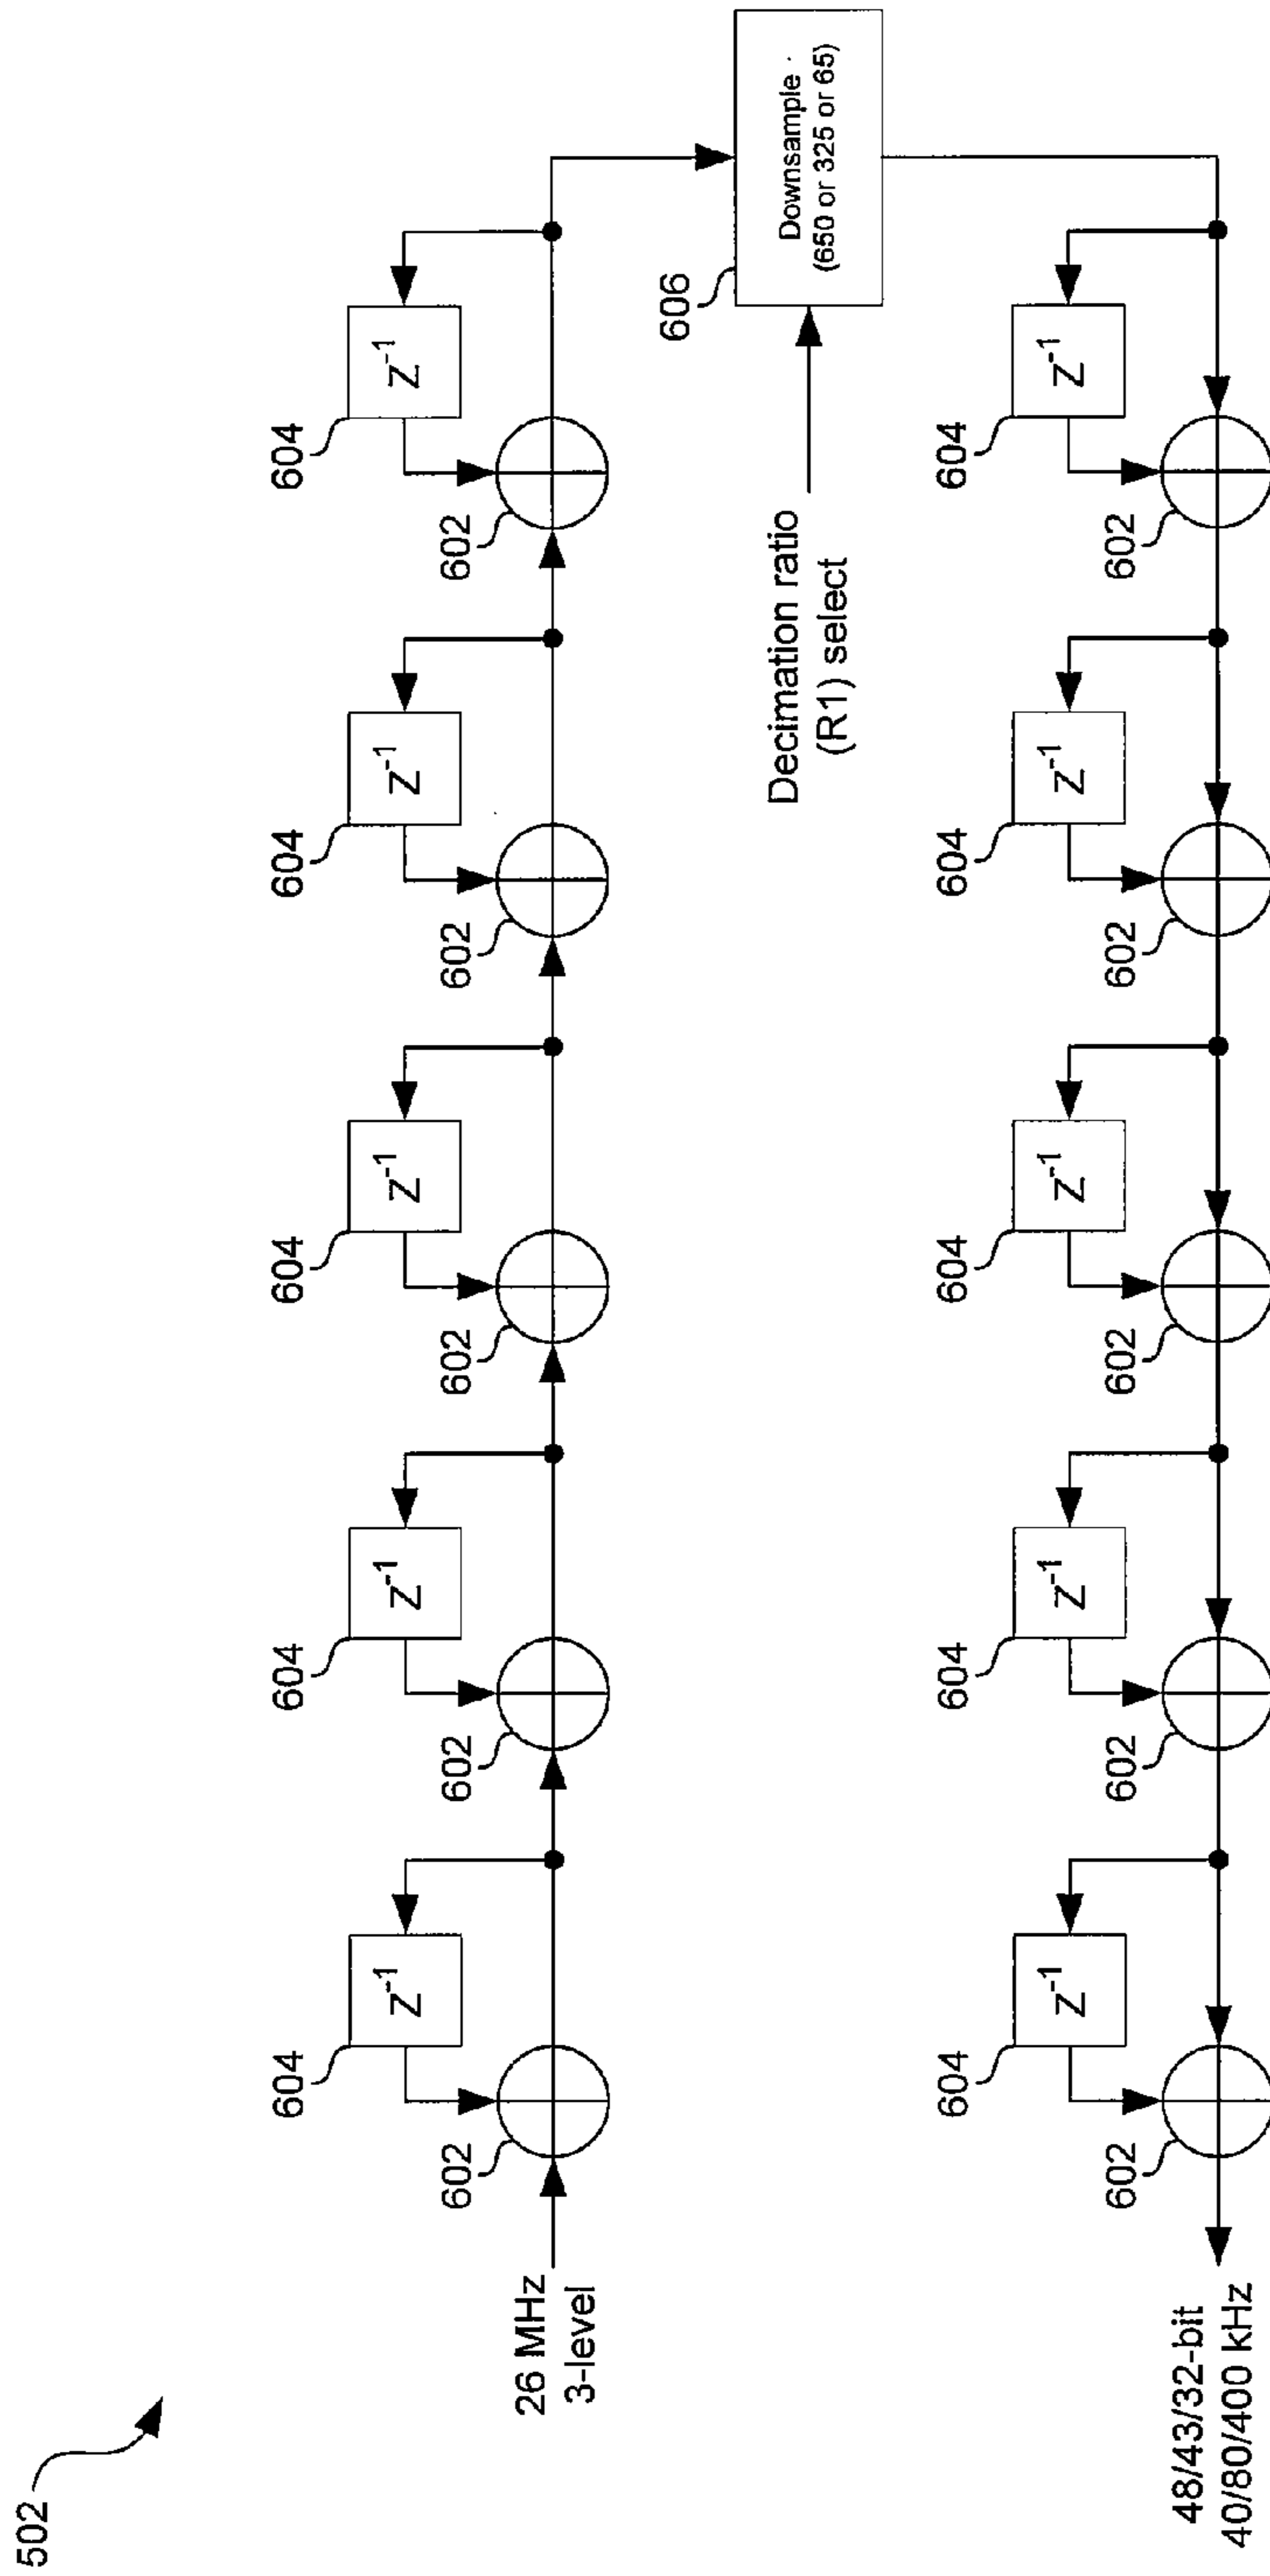 502
604
604
604
604
604
Z⁻¹
Z⁻¹
Z⁻¹
Z⁻¹
Z⁻¹
602
602
602
602
602
26 MHz
3-level
606
Downsample
(650 or 325 or 65)
Decimation ratio
(R1) select
604
604
604
604
604
Z⁻¹
Z⁻¹
Z⁻¹
Z⁻¹
Z⁻¹
602
602
602
602
602
48/43/32-bit
40/80/400 kHz